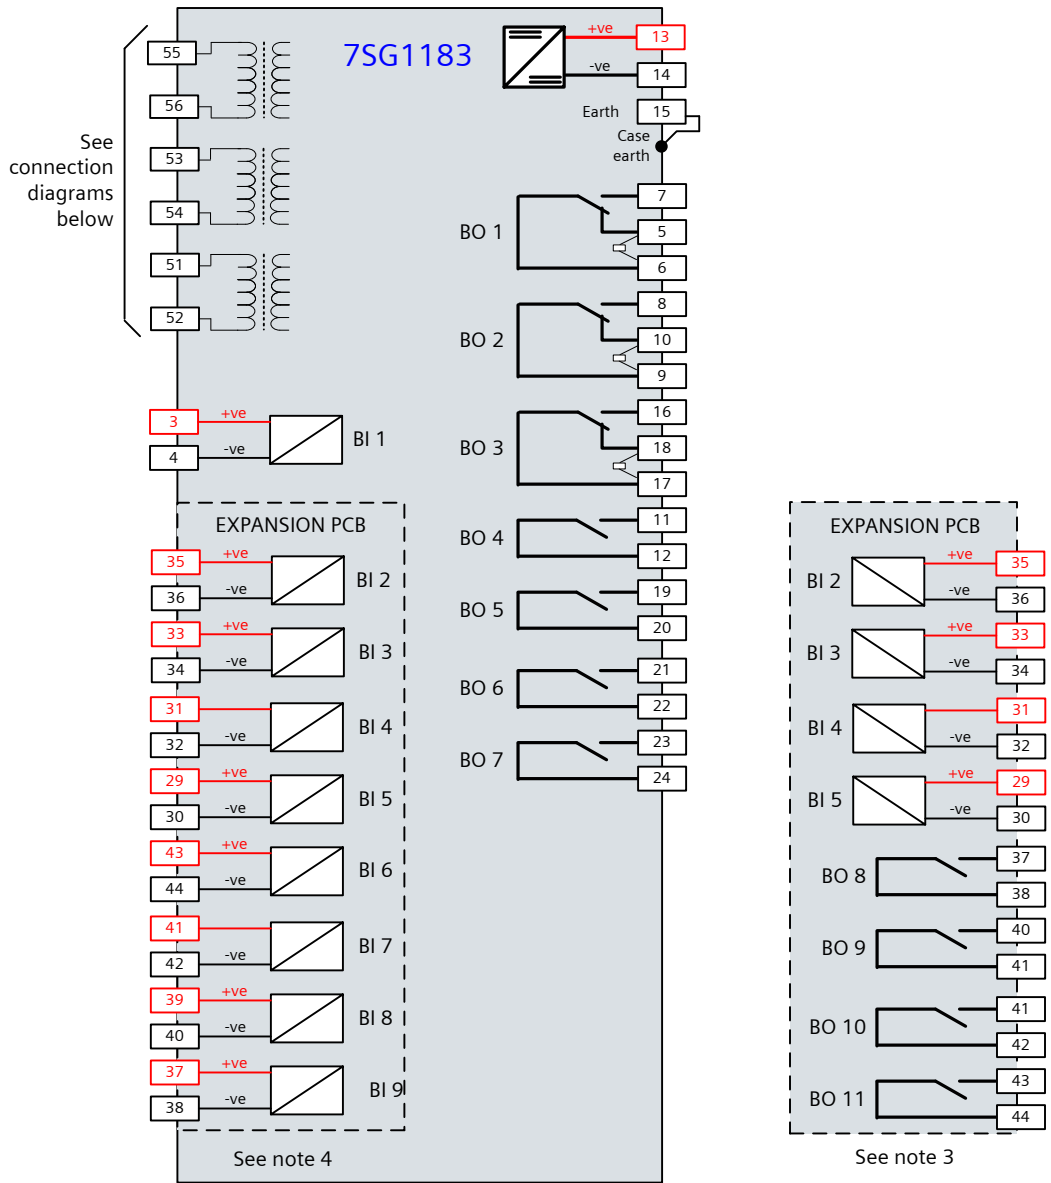 55
56
53
54
51
52
See
connection
diagrams
below
7SG1183
+ve
13
-ve
14
Earth
15
Case
earth
BO 1
7
5
6
BO 2
8
10
9
BO 3
16
18
17
BO 4
11
12
BO 5
19
20
BO 6
21
22
BO 7
23
24
3
+ve
4
-ve
BI 1
EXPANSION PCB
35
+ve
36
-ve
BI 2
33
+ve
34
-ve
BI 3
31
32
-ve
BI 4
29
+ve
30
-ve
BI 5
43
+ve
44
-ve
BI 6
41
42
-ve
BI 7
39
+ve
40
-ve
BI 8
37
+ve
38
-ve
BI 9
See note 4
EXPANSION PCB
BI 2
+ve
35
-ve
36
BI 3
+ve
33
-ve
34
BI 4
31
-ve
32
BI 5
+ve
29
-ve
30
BO 8
37
38
BO 9
40
41
BO 10
41
42
BO 11
43
44
See note 3